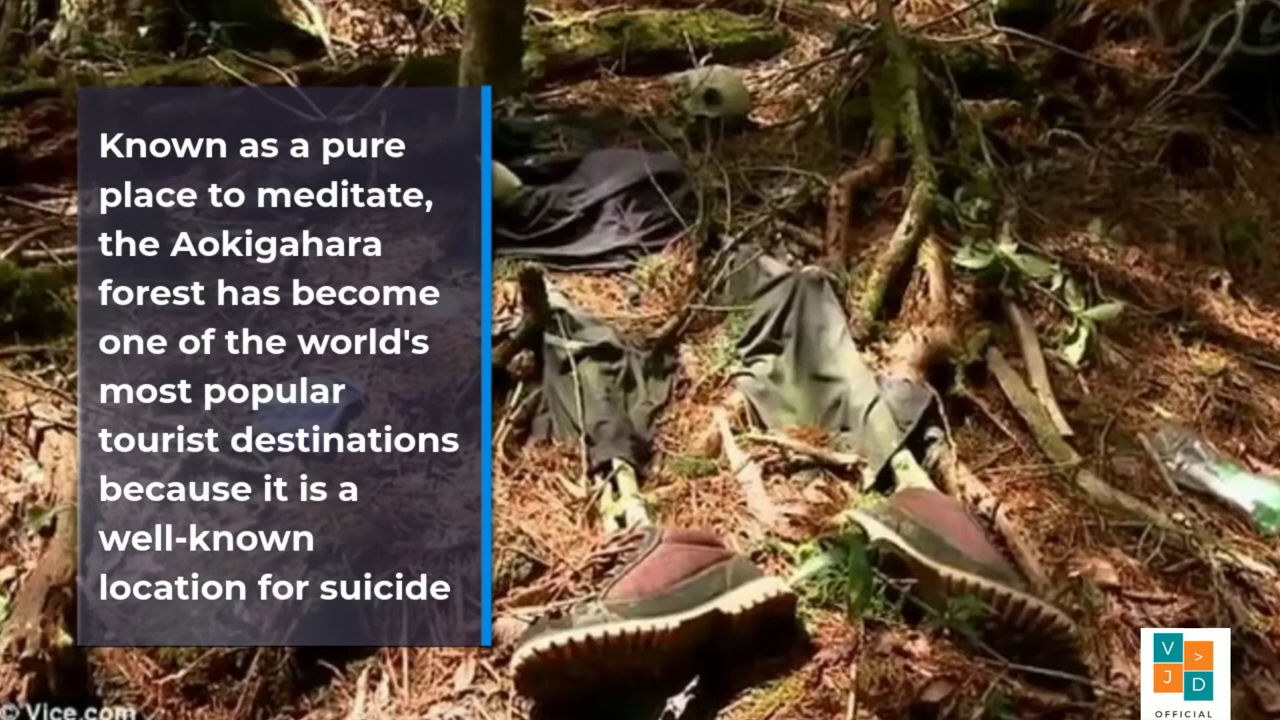 Known as a pure
place to meditate,
the Aokigahara
forest has become
one of the world's
most popular
tourist destinations
because it is a
well-known
location for suicide
© Vice.com
V
>
J
D
OFFICIAL